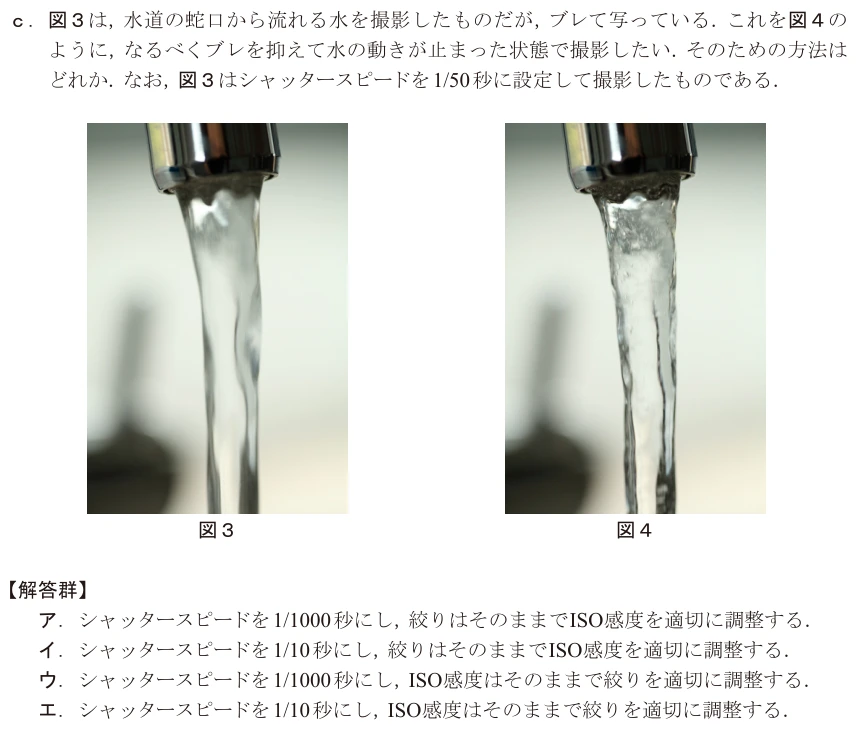 c．図3は，水道の蛇口から流れる水を撮影したものだが，ブレて写っている．これを図4の
ように，なるべくブレを抑えて水の動きが止まった状態で撮影したい．そのための方法は
どれか．なお，図3はシャッタースピードを1/50秒に設定して撮影したものである．
図3
図4
【解答群】
ア．シャッタースピードを1/1000秒にし，絞りはそのままでISO感度を適切に調整する．
イ．シャッタースピードを1/10秒にし，絞りはそのままでISO感度を適切に調整する．
ウ．シャッタースピードを1/1000秒にし，ISO感度はそのままで絞りを適切に調整する．
エ．シャッタースピードを1/10秒にし，ISO感度はそのままで絞りを適切に調整する．